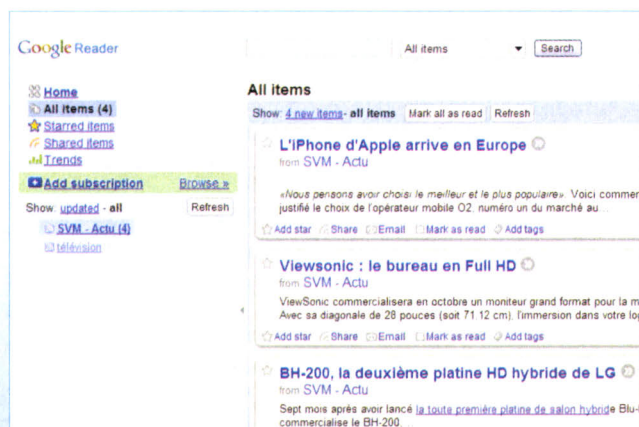 Google Reader
All items
Search
Home
All items (4)
Starred items
Shared items
Trends
Add subscription Browse »
Show: updated - all Refresh
SVM - Actu (4)
télévision
All items
Show: 4 new items - all items Mark all as read Refresh
L'iPhone d'Apple arrive en Europe
from SVM - Actu
«Nous pensons avoir choisi le meilleur et le plus populaire». Voici commen
justifié le choix de l'opérateur mobile O2, numéro un du marché au ...
Add star Share Email Mark as read Add tags
Viewsonic : le bureau en Full HD
from SVM - Actu
ViewSonic commercialisera en octobre un moniteur grand format pour la m
Avec sa diagonale de 28 pouces (soit 71.12 cm), l'immersion dans votre log
Add star Share Email Mark as read Add tags
BH-200, la deuxième platine HD hybride de LG
from SVM - Actu
Sept mois après avoir lancé la toute première platine de salon hybride Blu-
commercialise le BH-200. ...